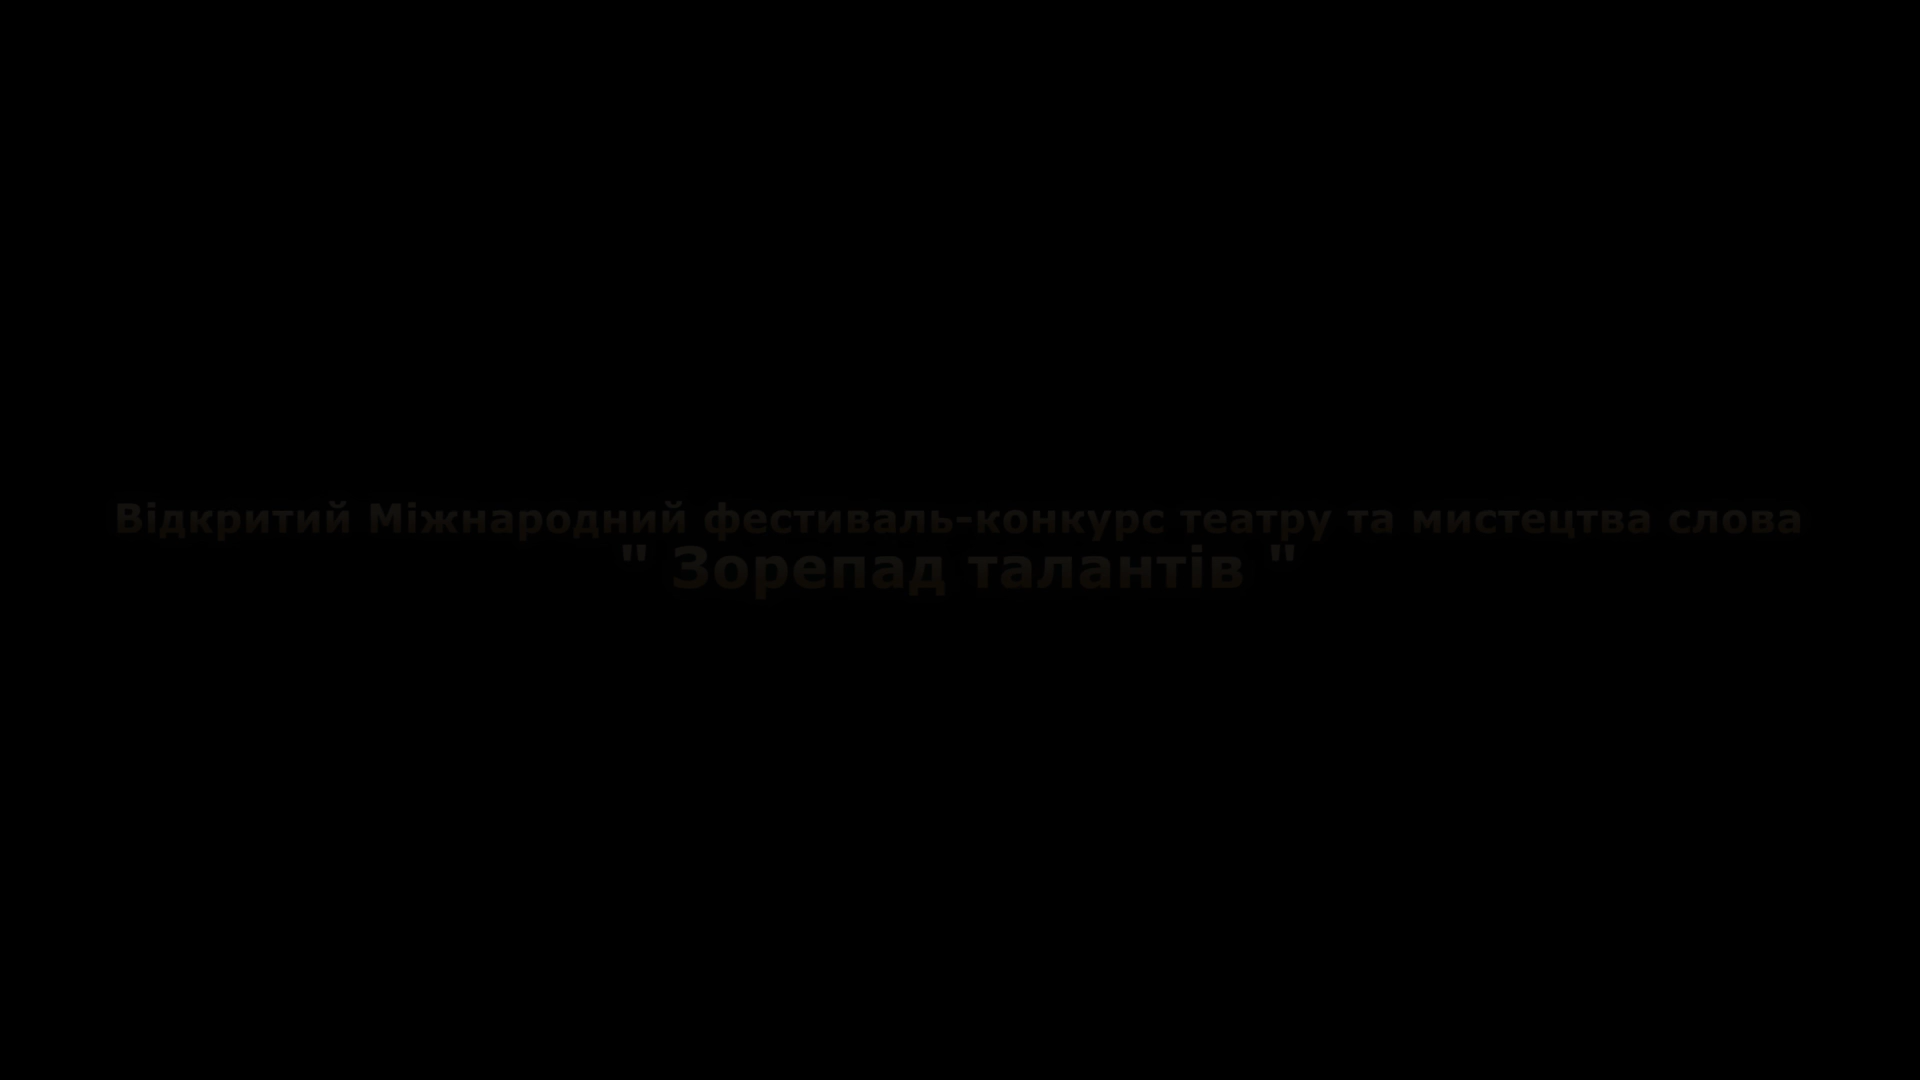 Відкритий Міжнародний фестиваль-конкурс театру та мистецтва слова
" Зорепад талантів "